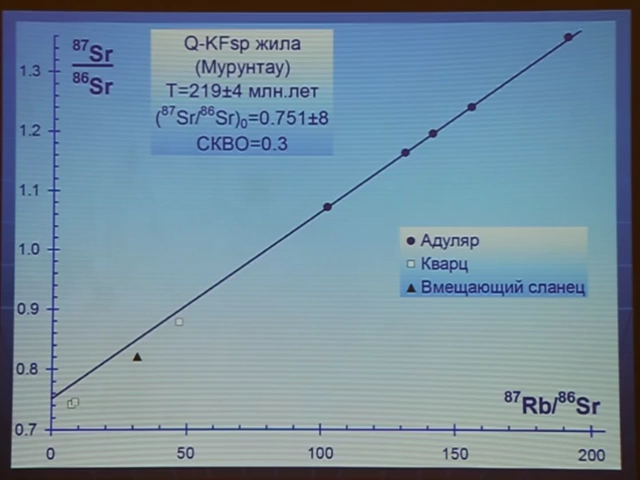 87Sr
86Sr
Q-KFsp жила
(Мурунтау)
T=219±4 млн.лет
(87Sr/86Sr)0=0.751±8
СКВО=0.3
1.3
1.2
1.1
1.0
0.9
0.8
0.7
Адуляр
Кварц
Вмещающий сланец
87Rb/86Sr
0
50
100
150
200